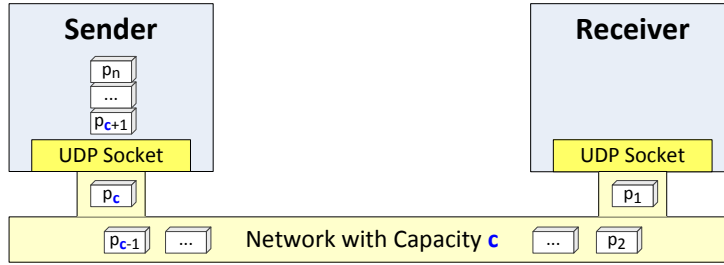 Sender
Receiver
pn
...
pc+1
UDP Socket
UDP Socket
pc
p1
pc-1
...
Network with Capacity c
...
p2